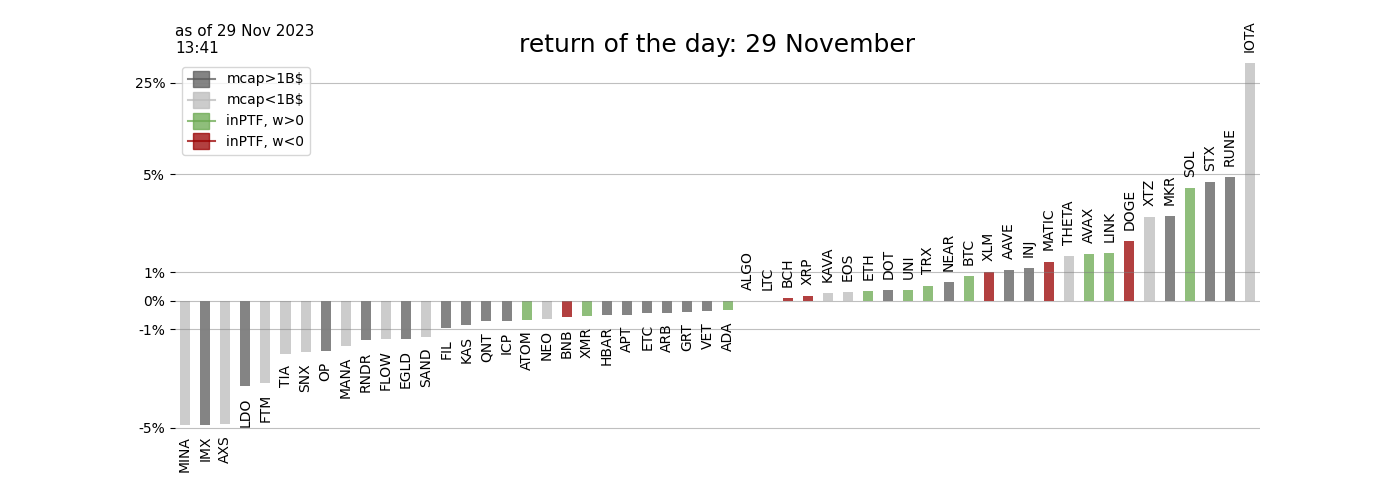 as of 29 Nov 2023
13:41
return of the day: 29 November
mcap>1B$
mcap<1B$
inPTF, w>0
inPTF, w<0
25%
5%
1%
0%
-1%
-5%
MINA
IMX
AXS
LDO
FTM
TIA
SNX
OP
MANA
RNDR
FLOW
EGLD
SAND
FIL
KAS
QNT
ICP
ATOM
NEO
BNB
XMR
HBAR
APT
ETC
ARB
GRT
VET
ADA
ALGO
LTC
BCH
XRP
KAVA
EOS
ETH
DOT
UNI
TRX
NEAR
BTC
XLM
AAVE
INJ
MATIC
THETA
AVAX
LINK
DOGE
XTZ
MKR
SOL
STX
RUNE
IOTA